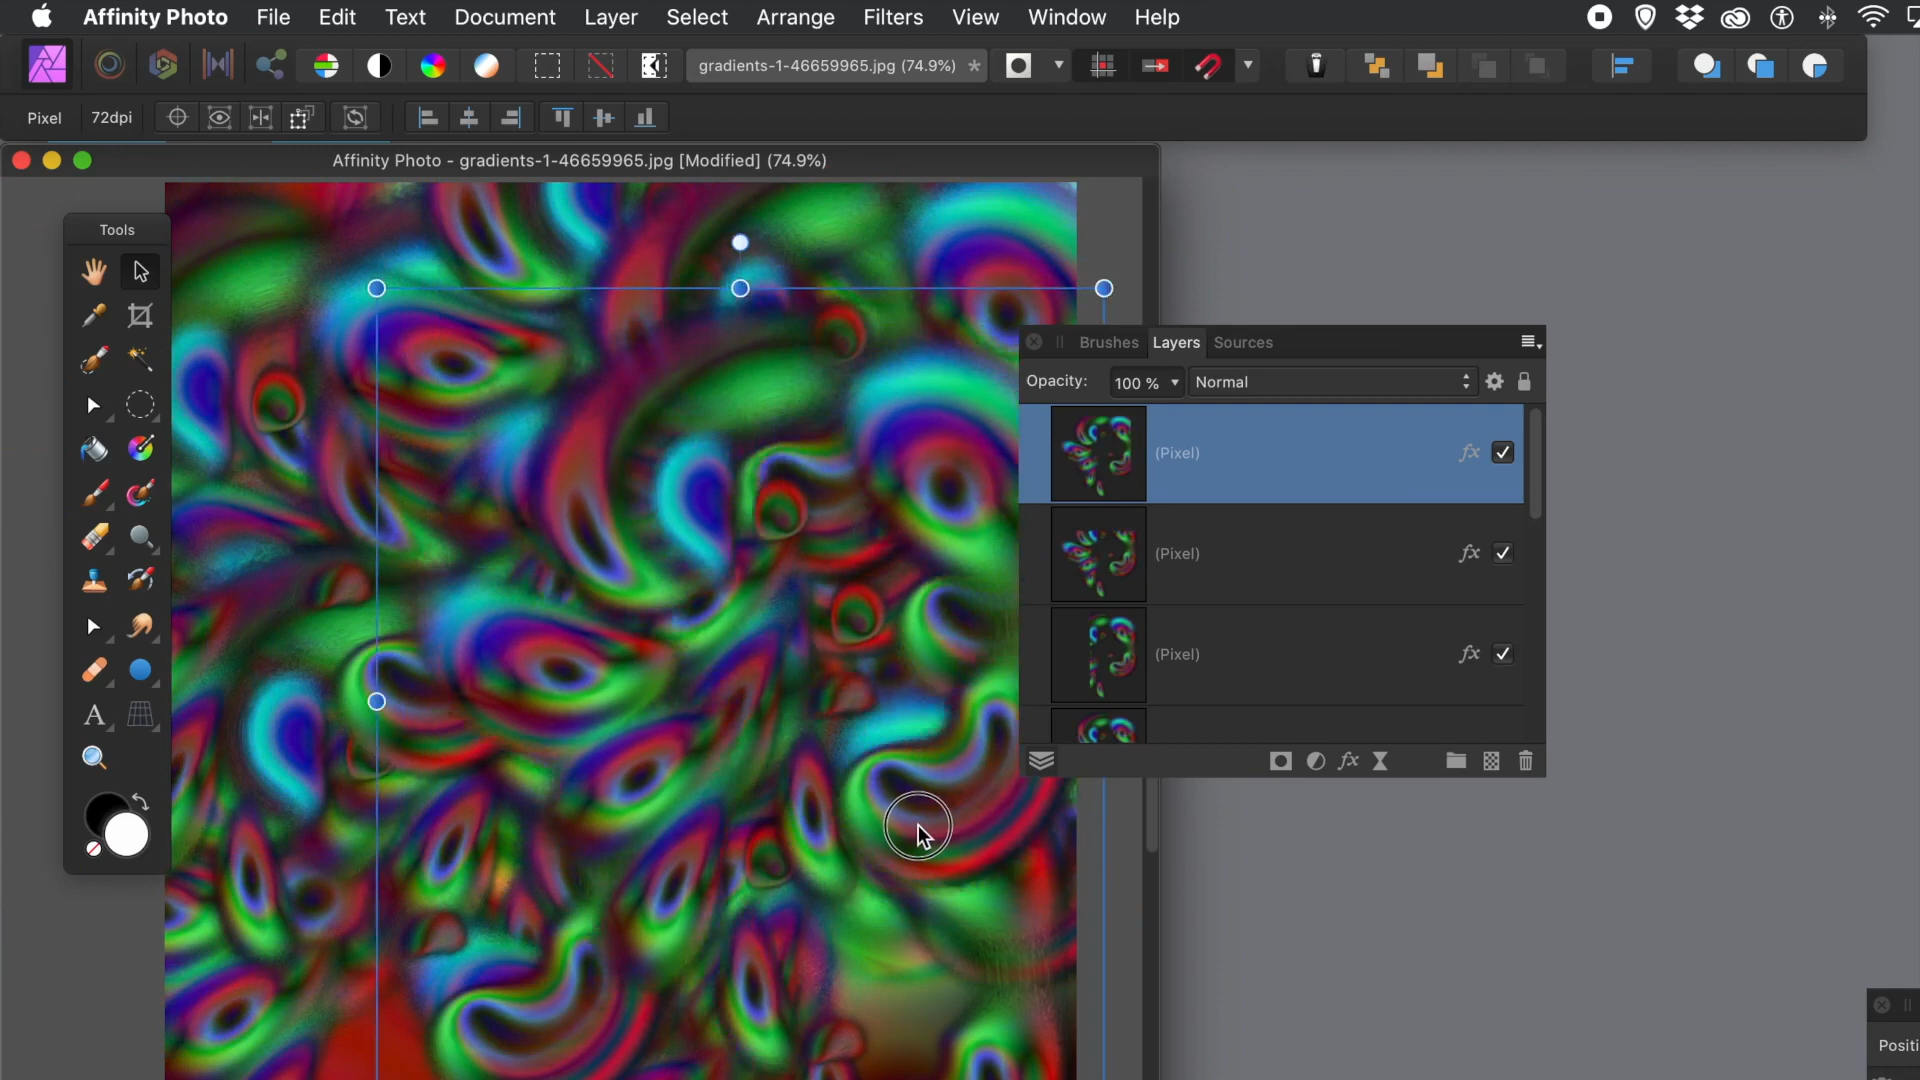 Affinity Photo File Edit Text Document Layer Select Arrange Filters View Window Help
gradients-1-46659965.jpg (74.9%) *
Pixel 72dpi
Affinity Photo - gradients-1-46659965.jpg [Modified] (74.9%)
Tools
Brushes Layers Sources
Opacity: 100 % Normal
(Pixel) fx
(Pixel) fx
(Pixel) fx
fx
A
Positi